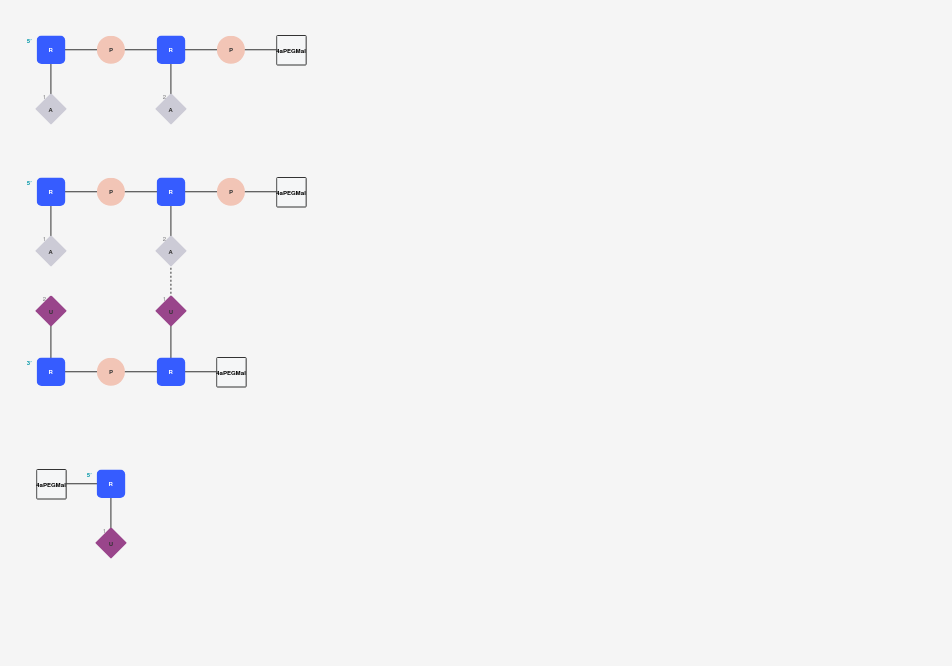 5' R P R P 4aPEGMal
1 A 2 A
5' R P R P 4aPEGMal
1 A 2 A
2 U 1 U
3' R P R 4aPEGMal
4aPEGMal 5' R
1 U